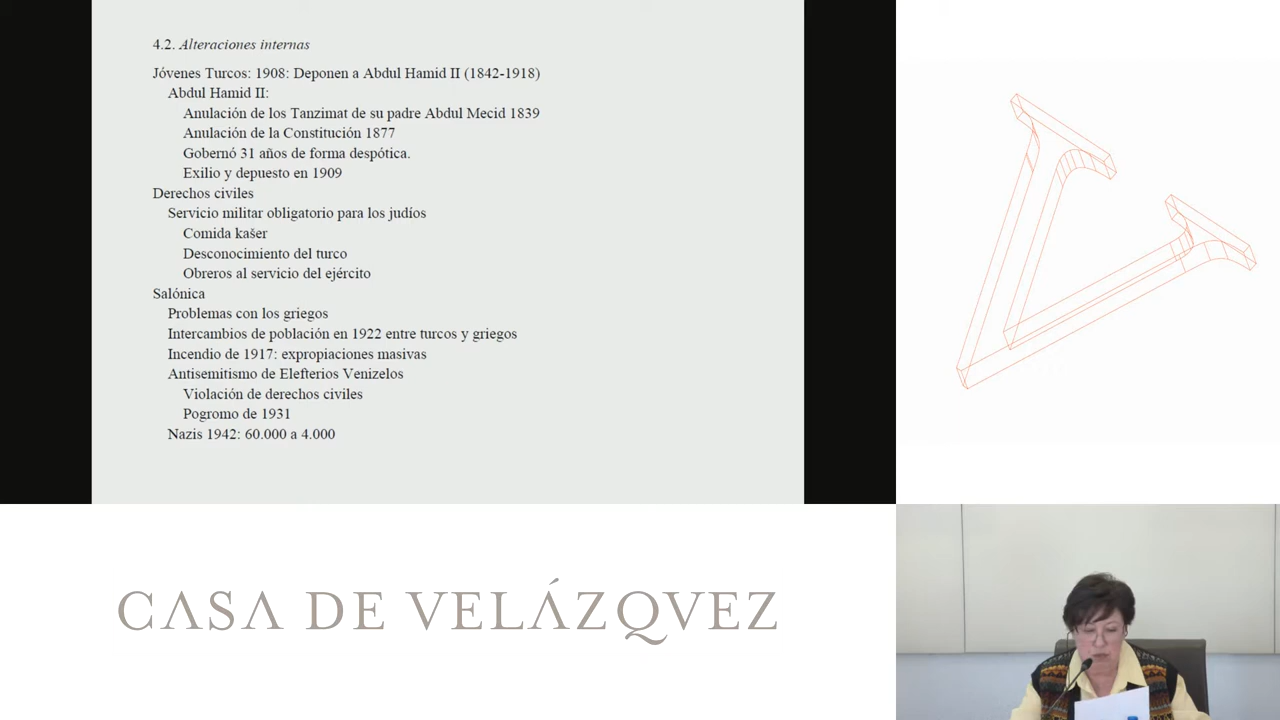 4.2. Alteraciones internas
Jóvenes Turcos: 1908: Deponen a Abdul Hamid II (1842-1918)
Abdul Hamid II:
Anulación de los Tanzimat de su padre Abdul Mecid 1839
Anulación de la Constitución 1877
Gobernó 31 años de forma despótica.
Exilio y depuesto en 1909
Derechos civiles
Servicio militar obligatorio para los judíos
Comida kašer
Desconocimiento del turco
Obreros al servicio del ejército
Salónica
Problemas con los griegos
Intercambios de población en 1922 entre turcos y griegos
Incendio de 1917: expropiaciones masivas
Antisemitismo de Elefterios Venizelos
Violación de derechos civiles
Pogromo de 1931
Nazis 1942: 60.000 a 4.000
CASA DE VELÁZQVEZ